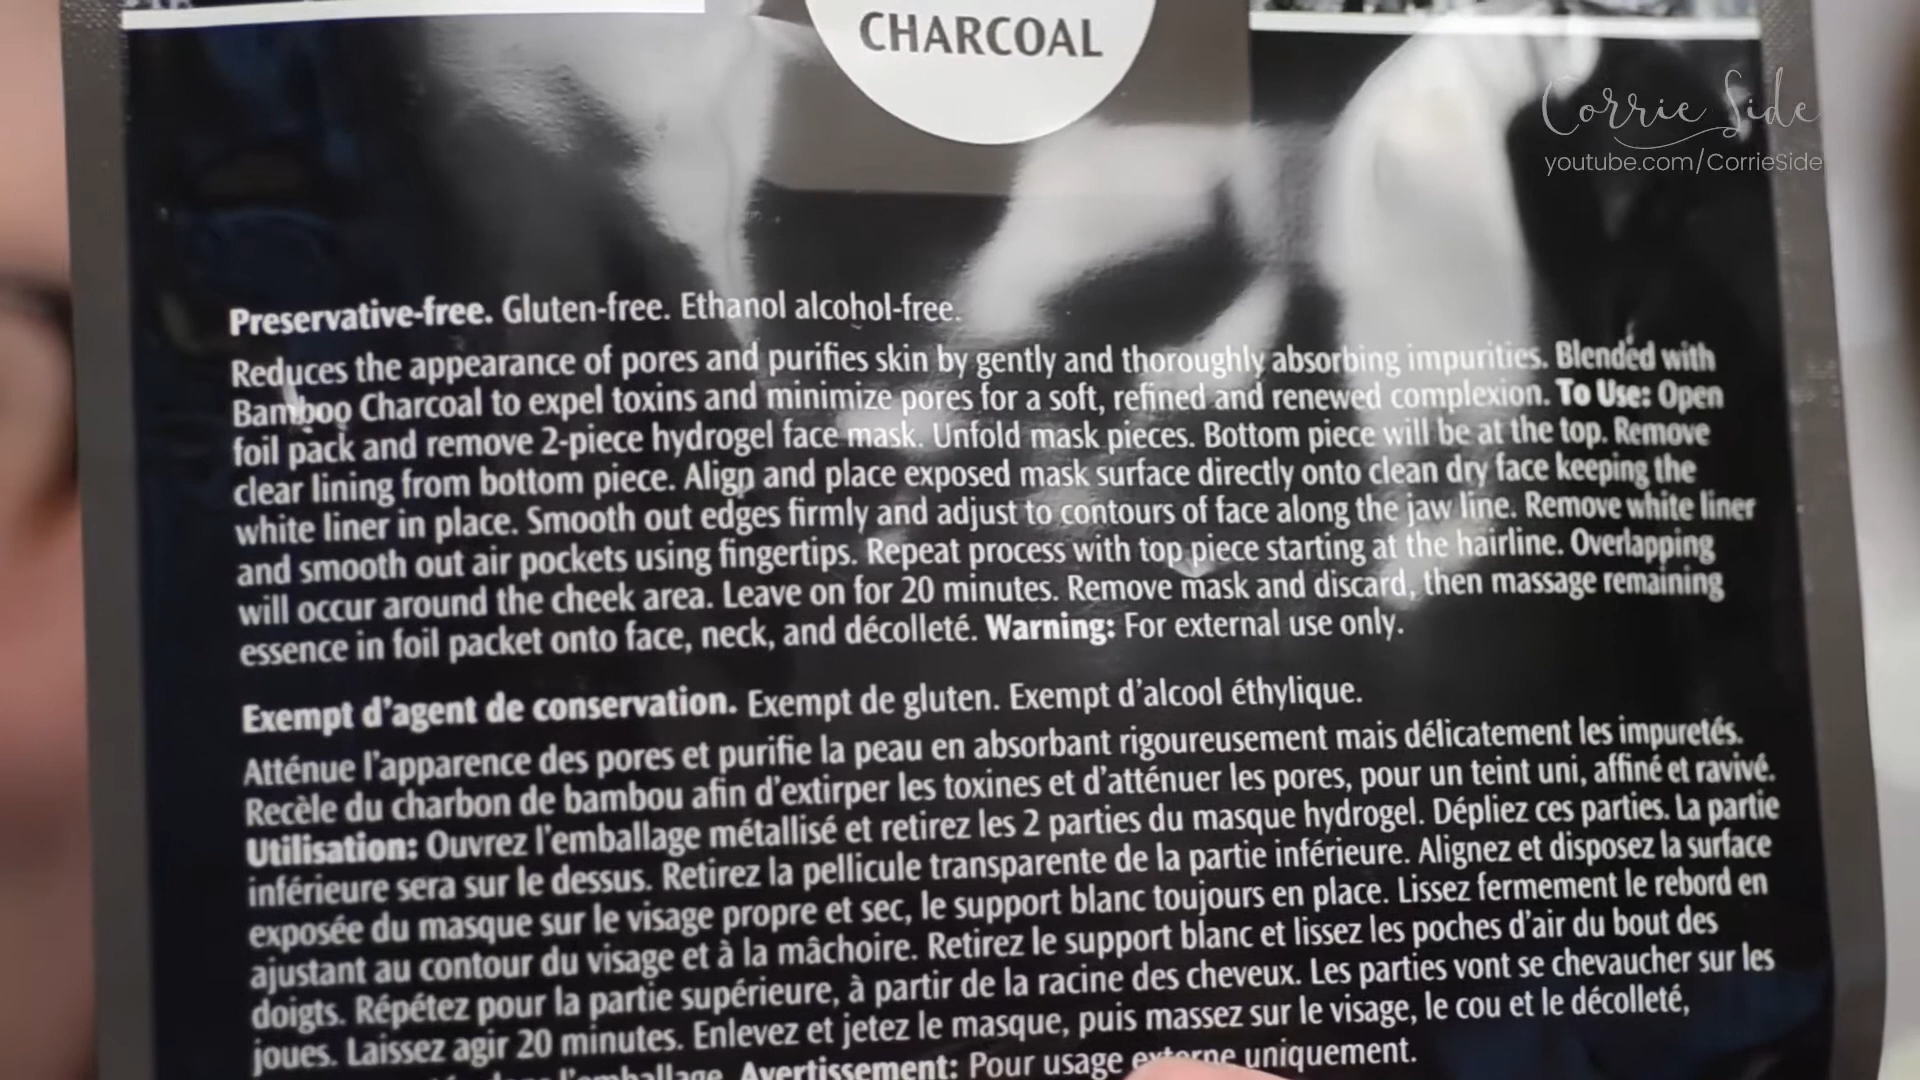 CHARCOAL
Corrie Side
youtube.com/CorrieSide
Preservative-free. Gluten-free. Ethanol alcohol-free.
Reduces the appearance of pores and purifies skin by gently and thoroughly absorbing impurities. Blended with
Bamboo Charcoal to expel toxins and minimize pores for a soft, refined and renewed complexion. To Use: Open
foil pack and remove 2-piece hydrogel face mask. Unfold mask pieces. Bottom piece will be at the top. Remove
clear lining from bottom piece. Align and place exposed mask surface directly onto clean dry face keeping the
white liner in place. Smooth out edges firmly and adjust to contours of face along the jaw line. Remove white liner
and smooth out air pockets using fingertips. Repeat process with top piece starting at the hairline. Overlapping
will occur around the cheek area. Leave on for 20 minutes. Remove mask and discard, then massage remaining
essence in foil packet onto face, neck, and décolleté. Warning: For external use only.
Exempt d'agent de conservation. Exempt de gluten. Exempt d'alcool éthylique.
Atténue l'apparence des pores et purifie la peau en absorbant rigoureusement mais délicatement les impuretés.
Recèle du charbon de bambou afin d'extirper les toxines et d'atténuer les pores, pour un teint uni, affiné et ravivé.
Utilisation: Ouvrez l'emballage métallisé et retirez les 2 parties du masque hydrogel. Dépliez ces parties. La partie
inférieure sera sur le dessus. Retirez la pellicule transparente de la partie inférieure. Alignez et disposez la surface
exposée du masque sur le visage propre et sec, le support blanc toujours en place. Lissez fermement le rebord en
ajustant au contour du visage et à la mâchoire. Retirez le support blanc et lissez les poches d'air du bout des
doigts. Répétez pour la partie supérieure, à partir de la racine des cheveux. Les parties vont se chevaucher sur les
joues. Laissez agir 20 minutes. Enlevez et jetez le masque, puis massez sur le visage, le cou et le décolleté,
l'emballage. Avertissement: Pour usage externe uniquement.